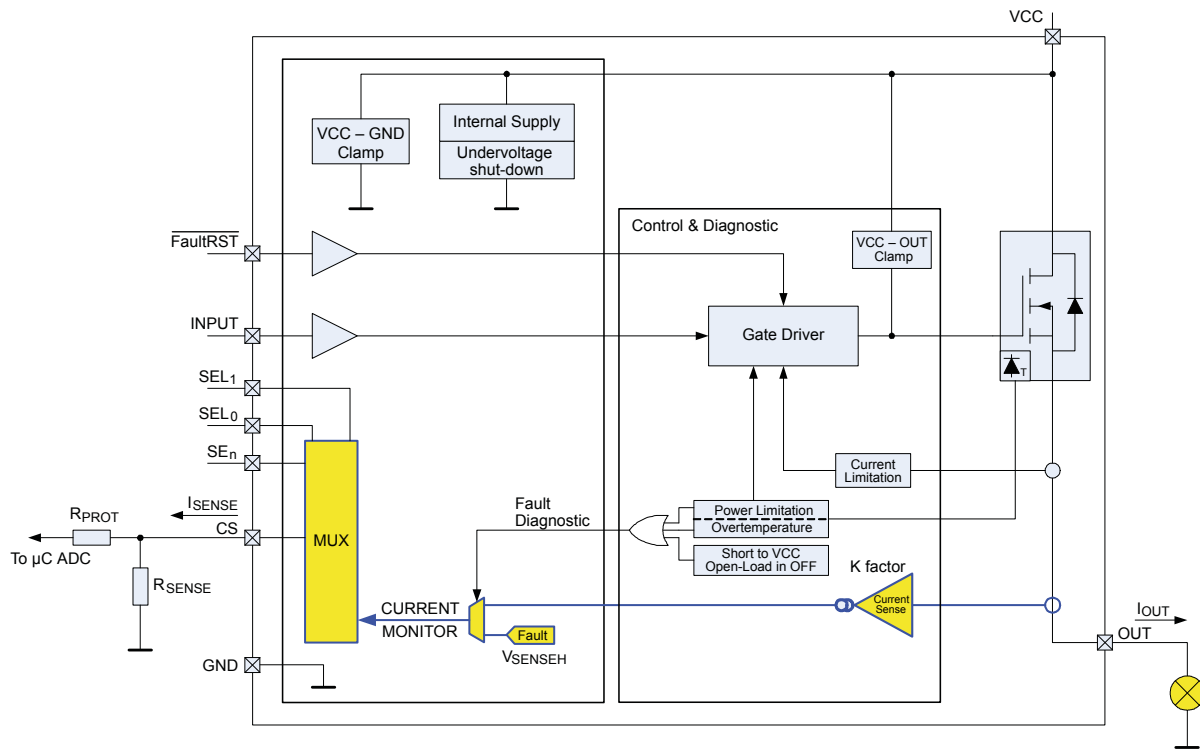 VCC
VCC – GND
Clamp
Internal Supply
Undervoltage
shut-down
Control & Diagnostic
FaultRST
VCC – OUT
Clamp
INPUT
Gate Driver
T
SEL1
SEL0
SEn
Current
Limitation
ISENSE
Fault
Diagnostic
Power Limitation
Overtemperature
RPROT
CS
MUX
To µC ADC
Short to VCC
Open-Load in OFF
K factor
RSENSE
Current
Sense
CURRENT
MONITOR
Fault
VSENSEH
IOUT
OUT
GND